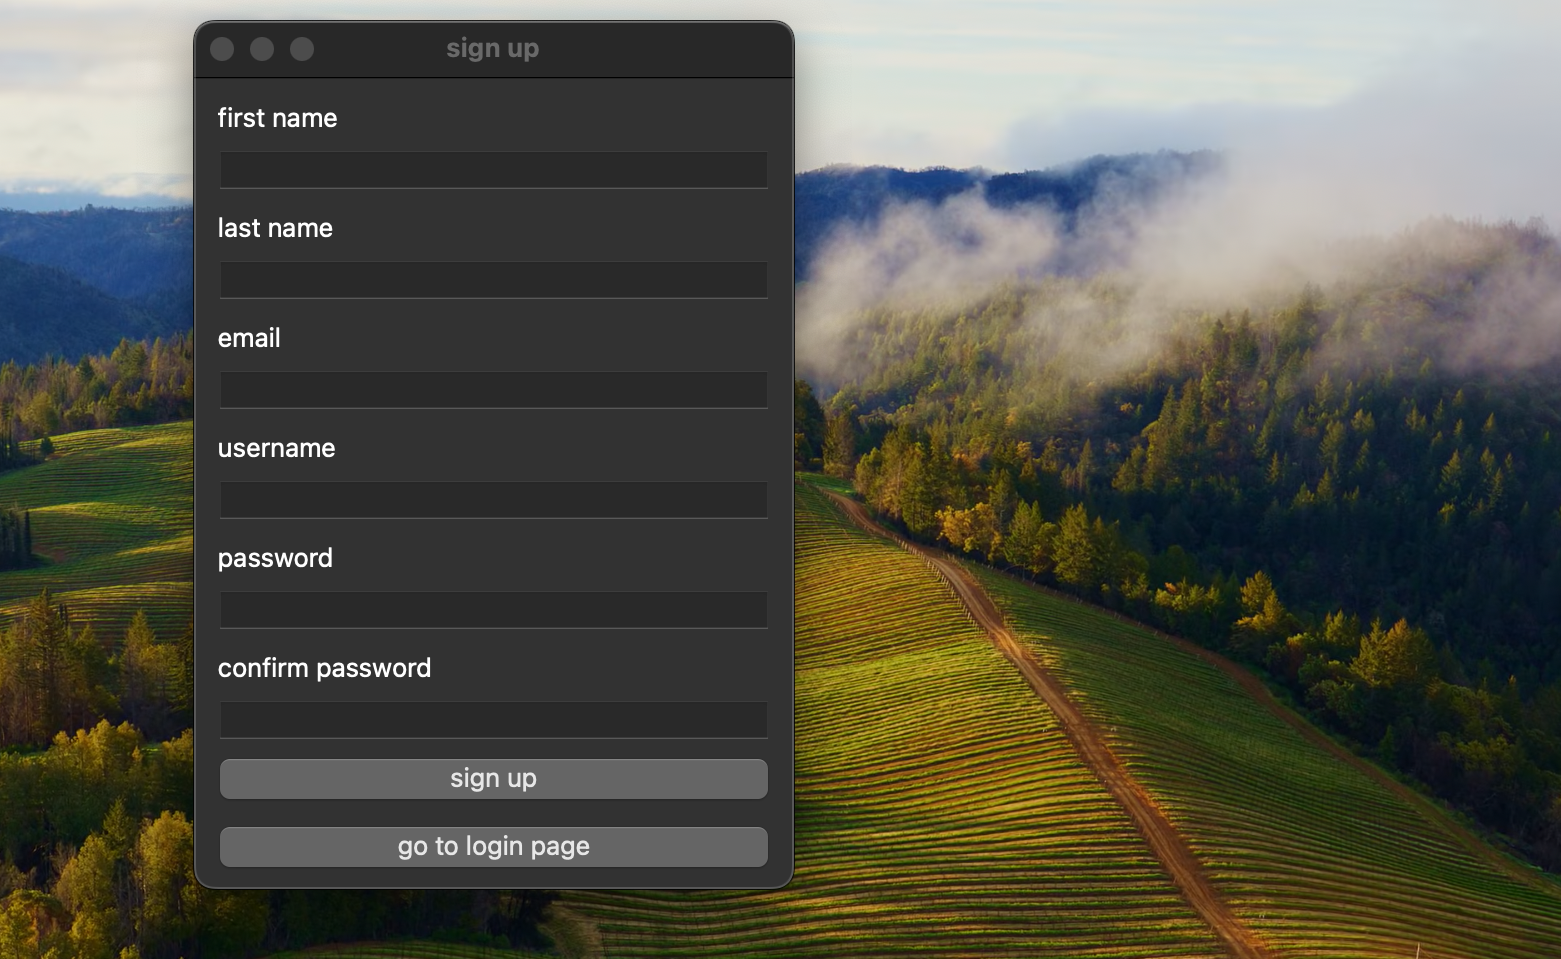 sign up
first name
last name
email
username
password
confirm password
sign up
go to login page